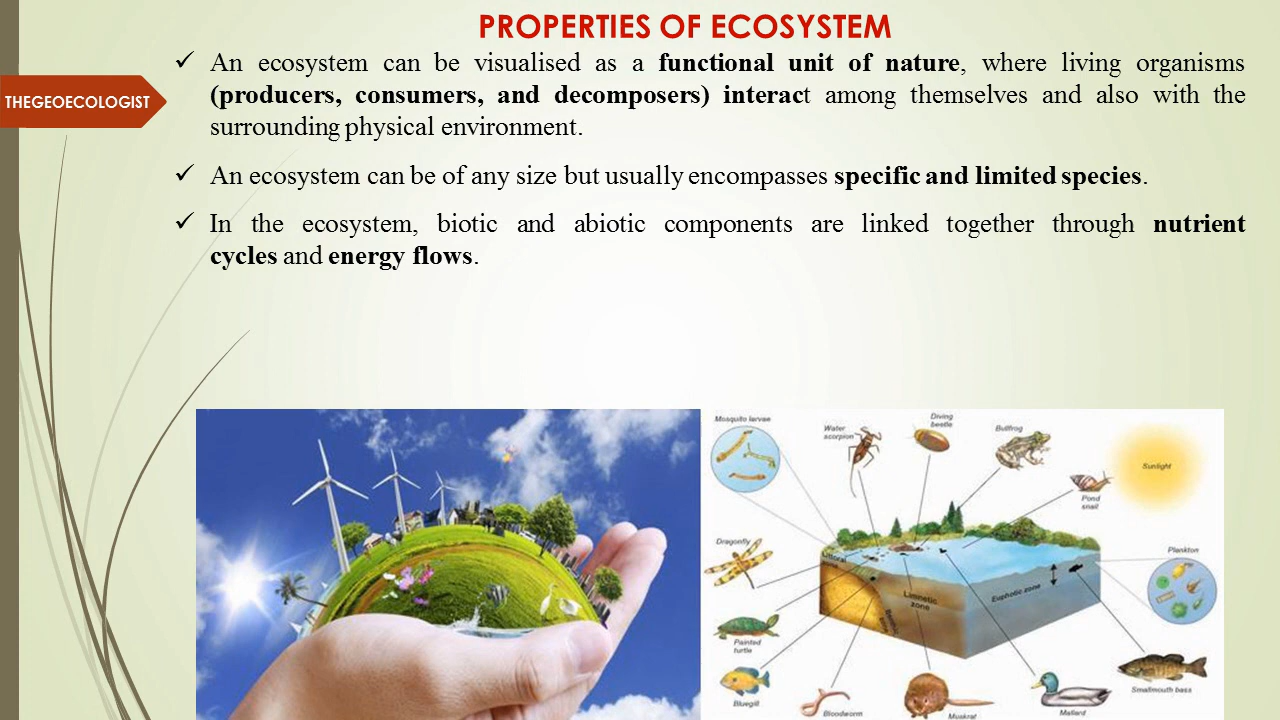 PROPERTIES OF ECOSYSTEM
✓ An ecosystem can be visualised as a functional unit of nature, where living organisms
(producers, consumers, and decomposers) interact among themselves and also with the
surrounding physical environment.
✓ An ecosystem can be of any size but usually encompasses specific and limited species.
✓ In the ecosystem, biotic and abiotic components are linked together through nutrient
cycles and energy flows.
THEGEOECOLOGIST
Mosquito larvae
Water
scorpion
Diving
beetle
Bullfrog
Pond
snail
Sunlight
Dragonfly
Plankton
Littoral
zone
Limnetic
zone
Euphotic zone
Benthic
zone
Painted
turtle
Bluegill
Bloodworm
Muskrat
Mallard
Smallmouth bass